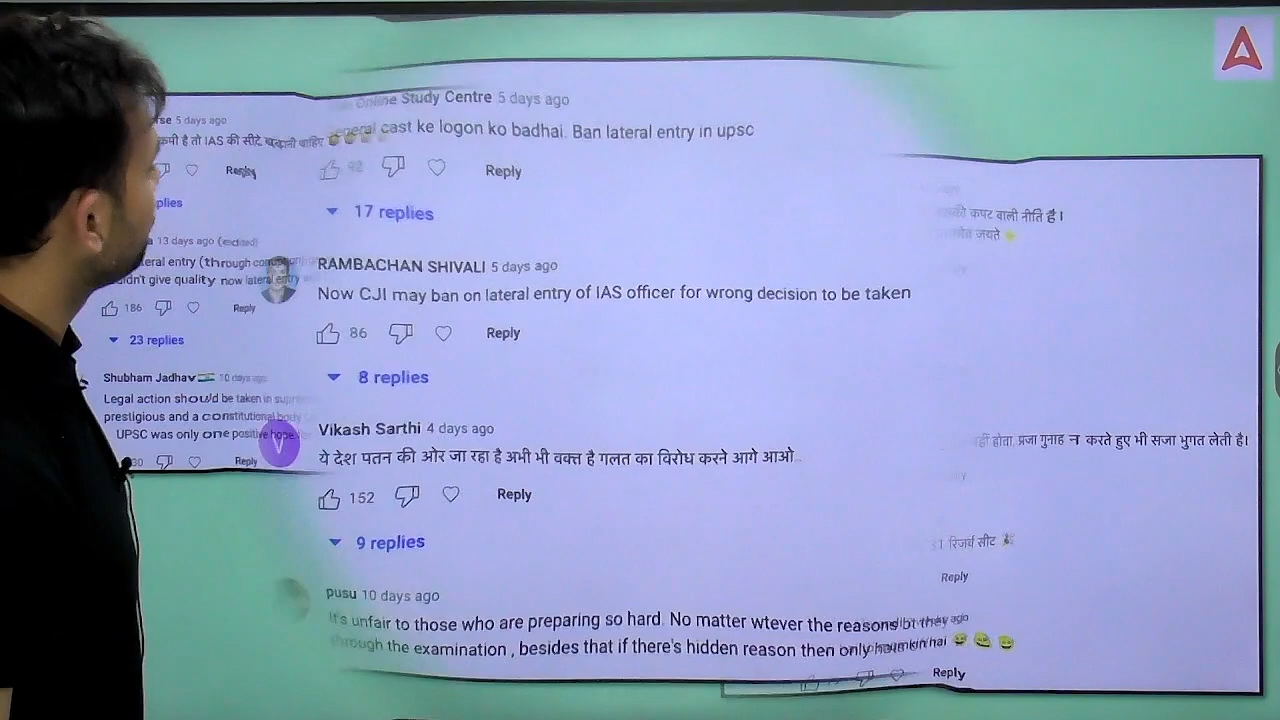 5 days ago
है तो IAS की सीटें चाहिए
Reply
13 days ago (edited)
entry (through
give quality now lateral entry
186 Reply
23 replies
Shubham Jadhav 10 days ago
Legal action should be taken in
prestigious and a constitutional body
UPSC was only one positive hope
Reply
Online Study Centre 5 days ago
cast ke logon ko badhai. Ban lateral entry in upsc
92 Reply
17 replies
RAMBACHAN SHIVALI 5 days ago
Now CJI may ban on lateral entry of IAS officer for wrong decision to be taken
86 Reply
8 replies
V
Vikash Sarthi 4 days ago
ये देश पतन की ओर जा रहा है अभी भी वक्त है गलत का विरोध करने आगे आओ
152 Reply
9 replies
pusu 10 days ago
It's unfair to those who are preparing so hard. No matter wtever the reasons bt they
through the examination , besides that if there's hidden reason then only
कपट वाली नीति है।
जयते
होता, प्रजा गुनाह न करते हुए भी सजा भुगत लेती है।
रिजर्व सीट
Reply
ago
hai
Reply